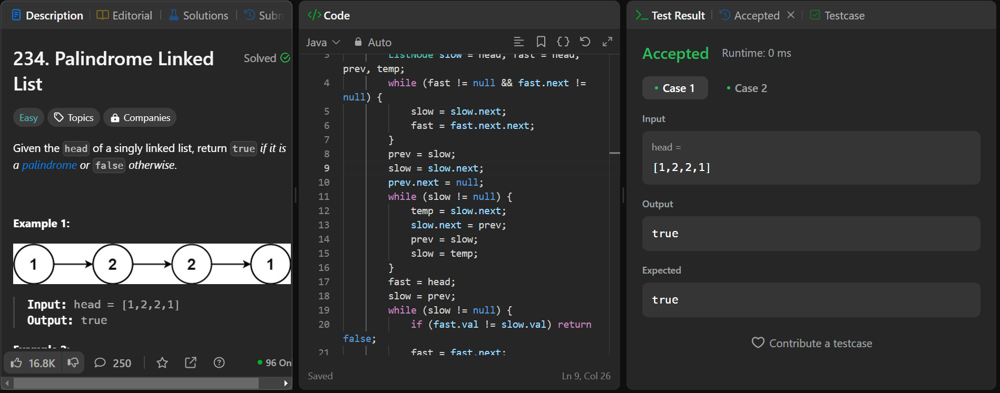 Description
Editorial
Solutions
Subm
234. Palindrome Linked
List
Solved
Easy
Topics
Companies
Given the head of a singly linked list, return true if it is
a palindrome or false otherwise.
Example 1:
1 2 2 1
Input: head = [1,2,2,1]
Output: true
Example 2:
16.8K
250
96 Onl
</> Code
Java
Auto
3 ListNode slow = head, fast = head,
prev, temp;
4 while (fast != null && fast.next !=
null) {
5 slow = slow.next;
6 fast = fast.next.next;
7 }
8 prev = slow;
9 slow = slow.next;
10 prev.next = null;
11 while (slow != null) {
12 temp = slow.next;
13 slow.next = prev;
14 prev = slow;
15 slow = temp;
16 }
17 fast = head;
18 slow = prev;
19 while (slow != null) {
20 if (fast.val != slow.val) return
false;
21 fast = fast.next;
Saved
Ln 9, Col 26
Test Result
Accepted
Testcase
Accepted
Runtime: 0 ms
Case 1
Case 2
Input
head =
[1,2,2,1]
Output
true
Expected
true
Contribute a testcase